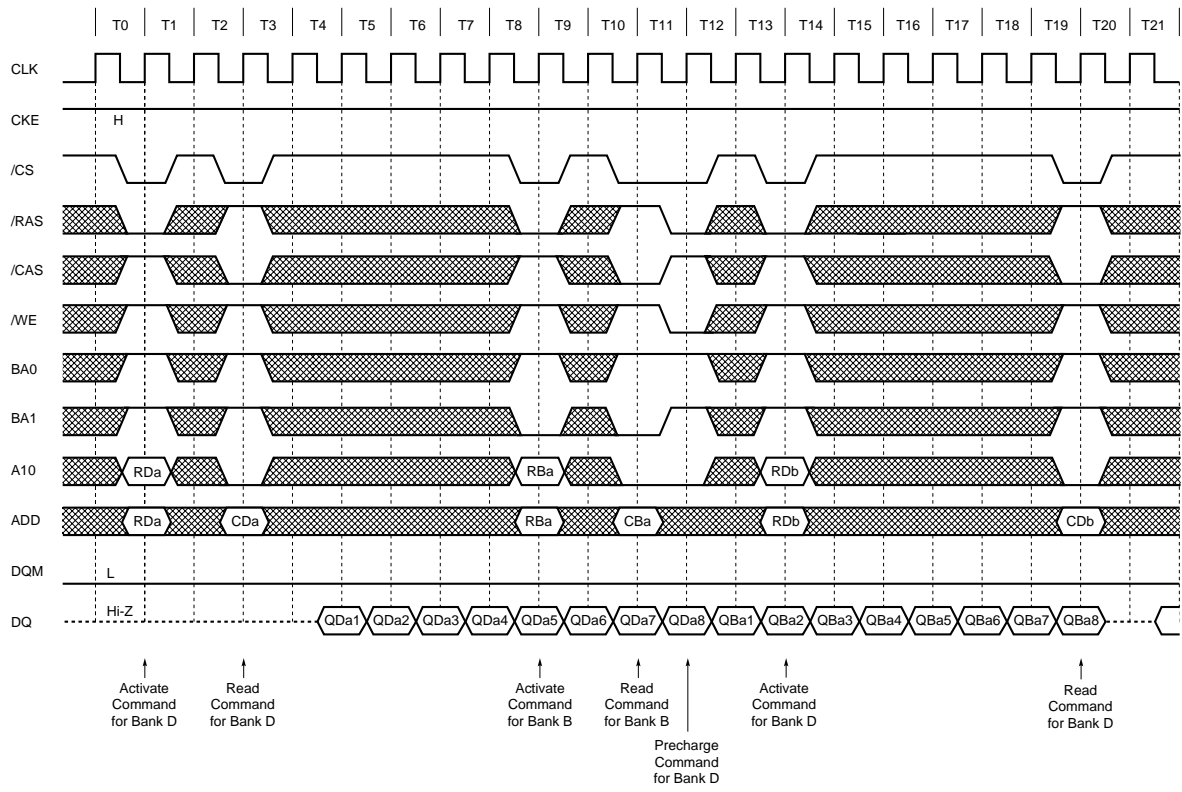 T0 T1 T2 T3 T4 T5 T6 T7 T8 T9 T10 T11 T12 T13 T14 T15 T16 T17 T18 T19 T20 T21
CLK
CKE H
/CS
/RAS
/CAS
/WE
BA0
BA1
A10 RDa RBa RDb
ADD RDa CDa RBa CBa RDb CDb
DQM L
DQ Hi-Z QDa1 QDa2 QDa3 QDa4 QDa5 QDa6 QDa7 QDa8 QBa1 QBa2 QBa3 QBa4 QBa5 QBa6 QBa7 QBa8
Activate
Command
for Bank D
Read
Command
for Bank D
Activate
Command
for Bank B
Read
Command
for Bank B
Precharge
Command
for Bank D
Activate
Command
for Bank D
Read
Command
for Bank D